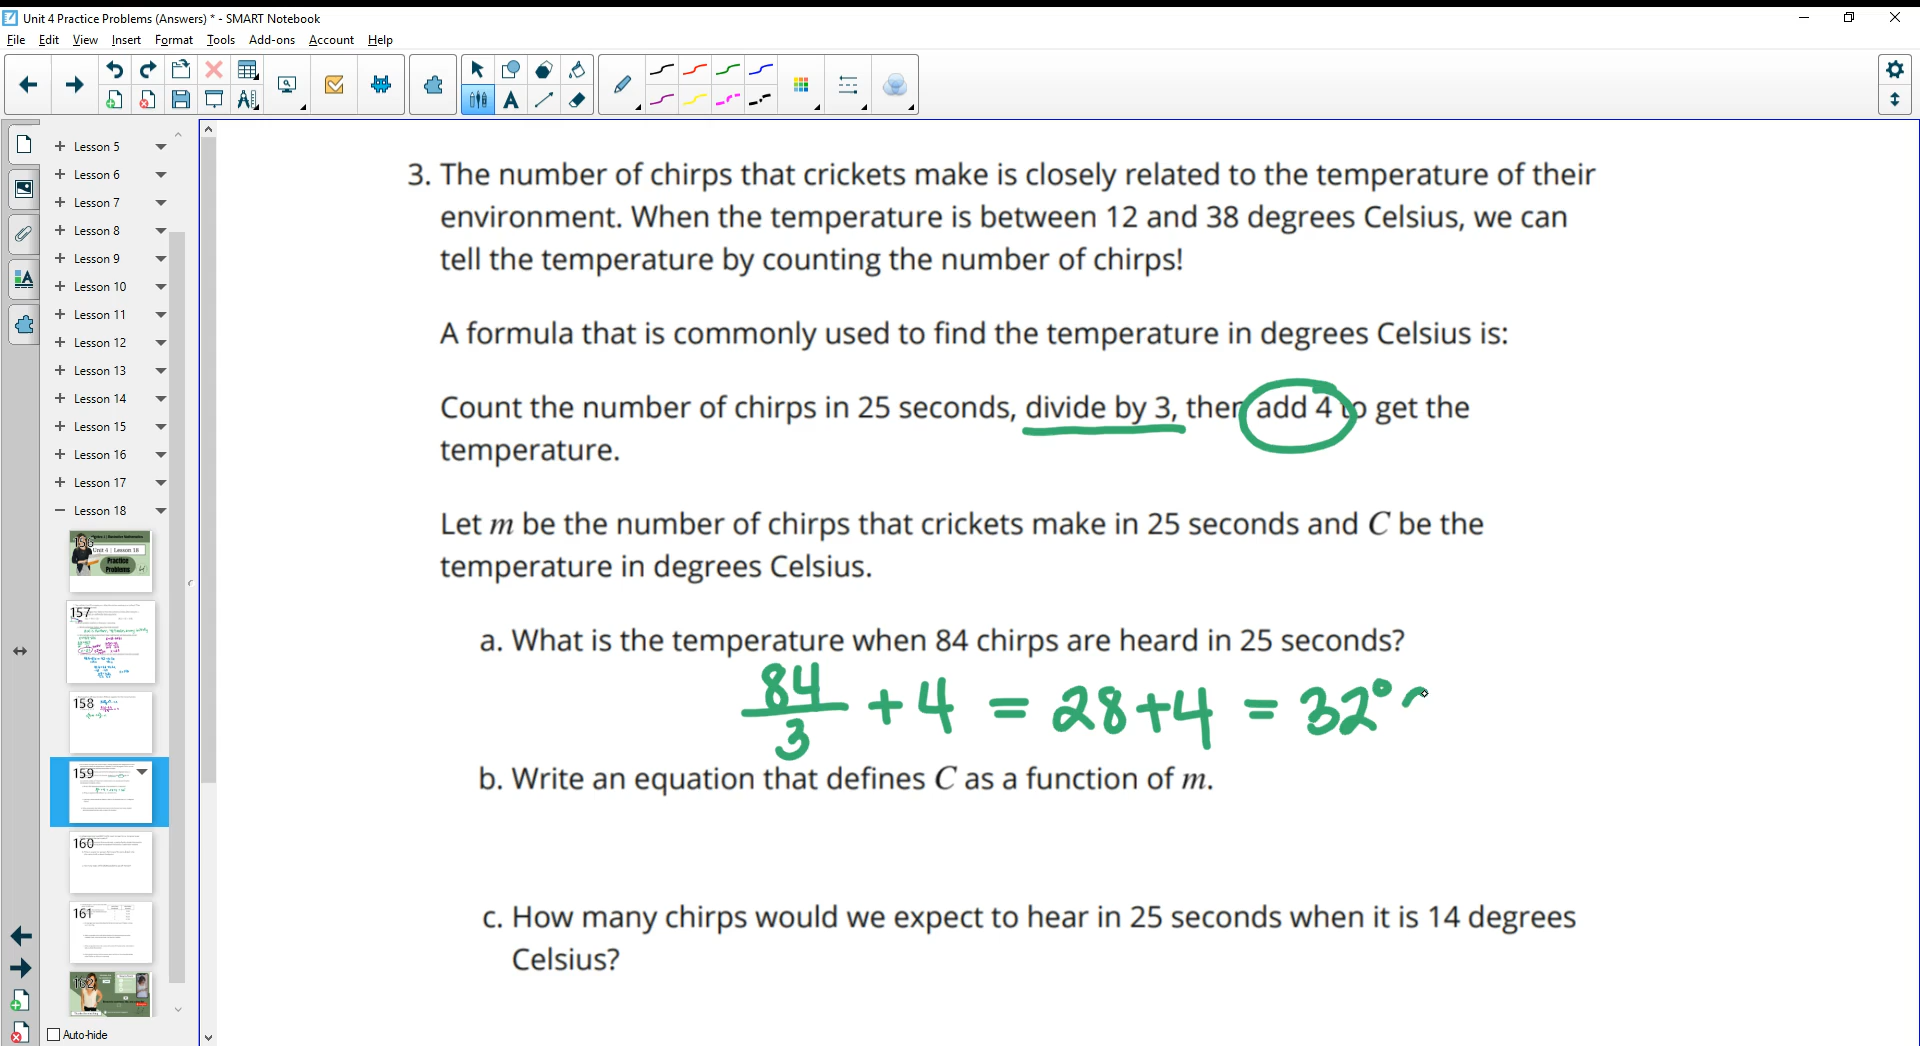 Unit 4 Practice Problems (Answers) * - SMART Notebook
File Edit View Insert Format Tools Add-ons Account Help
Lesson 5
Lesson 6
Lesson 7
Lesson 8
Lesson 9
Lesson 10
Lesson 11
Lesson 12
Lesson 13
Lesson 14
Lesson 15
Lesson 16
Lesson 17
Lesson 18
156
Unit 4 | Lesson 18
Practice
Problems
157
158
159
160
161
162
Auto-hide
3. The number of chirps that crickets make is closely related to the temperature of their
environment. When the temperature is between 12 and 38 degrees Celsius, we can
tell the temperature by counting the number of chirps!
A formula that is commonly used to find the temperature in degrees Celsius is:
Count the number of chirps in 25 seconds, divide by 3, then add 4 to get the
temperature.
Let m be the number of chirps that crickets make in 25 seconds and C be the
temperature in degrees Celsius.
a. What is the temperature when 84 chirps are heard in 25 seconds?
84/3 + 4 = 28+4 = 32°
b. Write an equation that defines C as a function of m.
c. How many chirps would we expect to hear in 25 seconds when it is 14 degrees
Celsius?